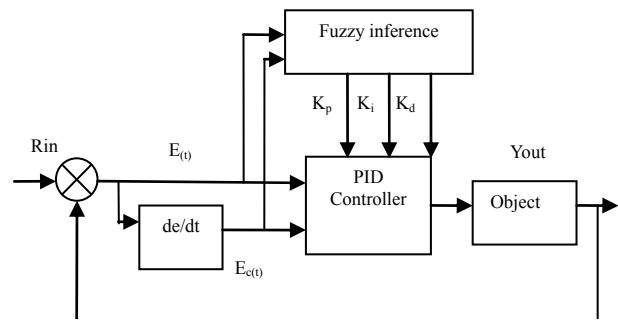 Fuzzy inference
Kp Ki Kd
Rin
E(t)
Yout
PID
Controller
Object
de/dt
Ec(t)